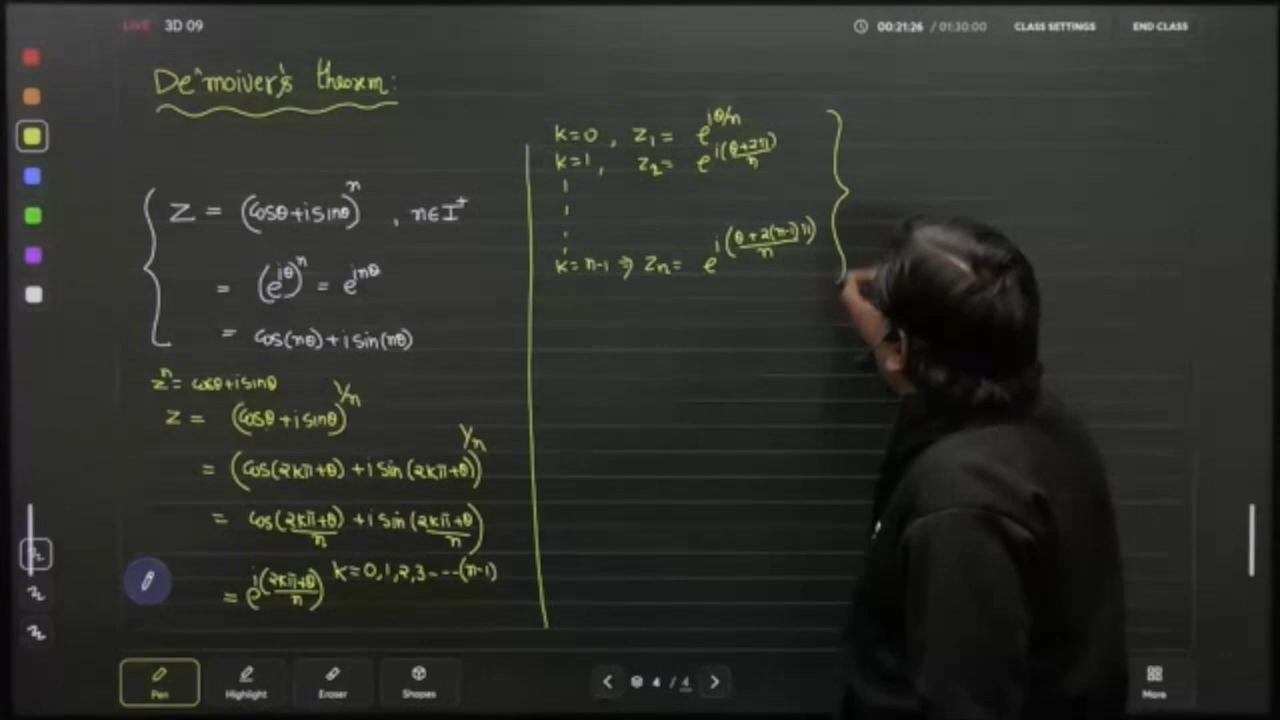 LIVE 3D 09 00:21:26 / 01:30:00 CLASS SETTINGS END CLASS
De'moiver's theorem:
Z = (cosθ+i sinθ)^n , n∈I^+
= (e^{iθ})^n = e^{inθ}
= cos(nθ)+i sin(nθ)
z^n = cosθ+i sinθ
Z = (cosθ+i sinθ)^{1/n}
= (cos(2kπ+θ) + i sin(2kπ+θ))^{1/n}
= cos((2kπ+θ)/n) + i sin((2kπ+θ)/n)
= e^{i((2kπ+θ)/n)} k=0,1,2,3----(n-1)
k=0 , z₁ = e^{iθ/n}
k=1, z₂ = e^{i((θ+2π)/n)}
k=n-1 ⇒ Zn = e^{i((θ+2(n-1)π)/n)}
Pen Highlight Eraser Shapes 4 / 4 More